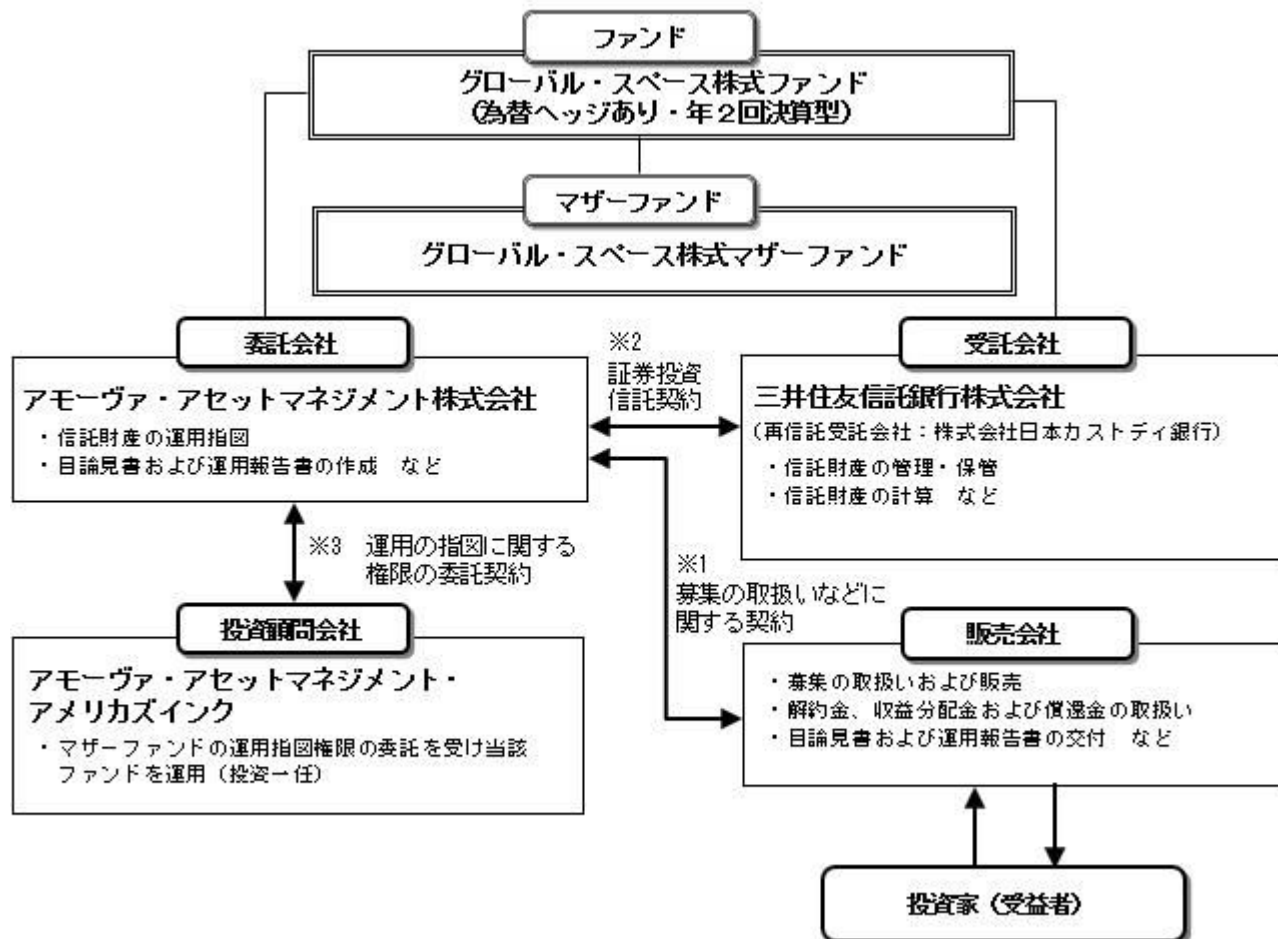 ファンド
グローバル・スペース株式ファンド
(為替ヘッジあり・年２回決算型)
マザーファンド
グローバル・スペース株式マザーファンド
委託会社
アモーヴァ・アセットマネジメント株式会社
・信託財産の運用指図
・目論見書および運用報告書の作成　など
※2
証券投資
信託契約
受託会社
三井住友信託銀行株式会社
(再信託受託会社：株式会社日本カストディ銀行)
・信託財産の管理・保管
・信託財産の計算　など
※3　運用の指図に関する
権限の委託契約
※1
募集の取扱いなどに
関する契約
投資顧問会社
アモーヴァ・アセットマネジメント・
アメリカズインク
・マザーファンドの運用指図権限の委託を受け当該
ファンドを運用（投資一任）
販売会社
・募集の取扱いおよび販売
・解約金、収益分配金および償還金の取扱い
・目論見書および運用報告書の交付　など
投資家（受益者）